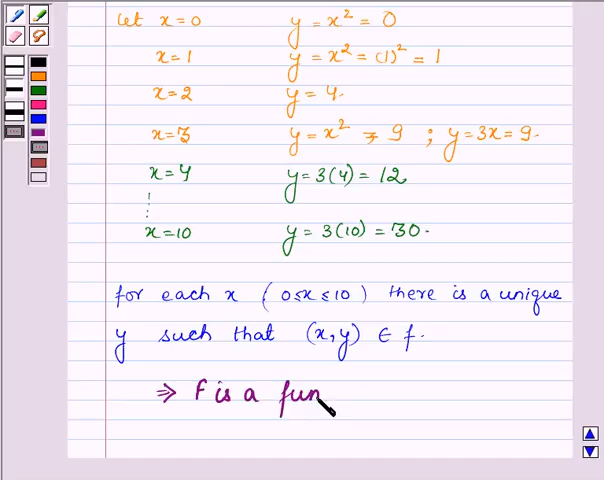 let x = 0 y = x² = 0
x = 1 y = x² = (1)² = 1
x = 2 y = 4.
x = 3 y = x² = 9 ; y = 3x = 9.
x = 4 y = 3(4) = 12
⋮
x = 10 y = 3(10) = 30.
for each x ( 0 ≤ x ≤ 10 ) there is a unique
y such that (x, y) ∈ f.
⇒ f is a fun